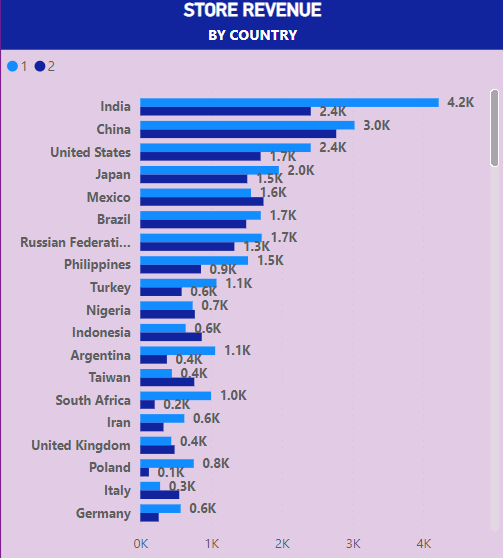 STORE REVENUE
BY COUNTRY
1 2
India 4.2K
2.4K
China 3.0K
United States 2.4K
1.7K
Japan 2.0K
1.5K
Mexico 1.6K
Brazil 1.7K
Russian Federati... 1.7K
1.3K
Philippines 1.5K
0.9K
Turkey 1.1K
0.6K
Nigeria 0.7K
Indonesia 0.6K
Argentina 1.1K
0.4K
Taiwan 0.4K
South Africa 1.0K
0.2K
Iran 0.6K
United Kingdom 0.4K
Poland 0.8K
0.1K
Italy 0.3K
Germany 0.6K
0K 1K 2K 3K 4K